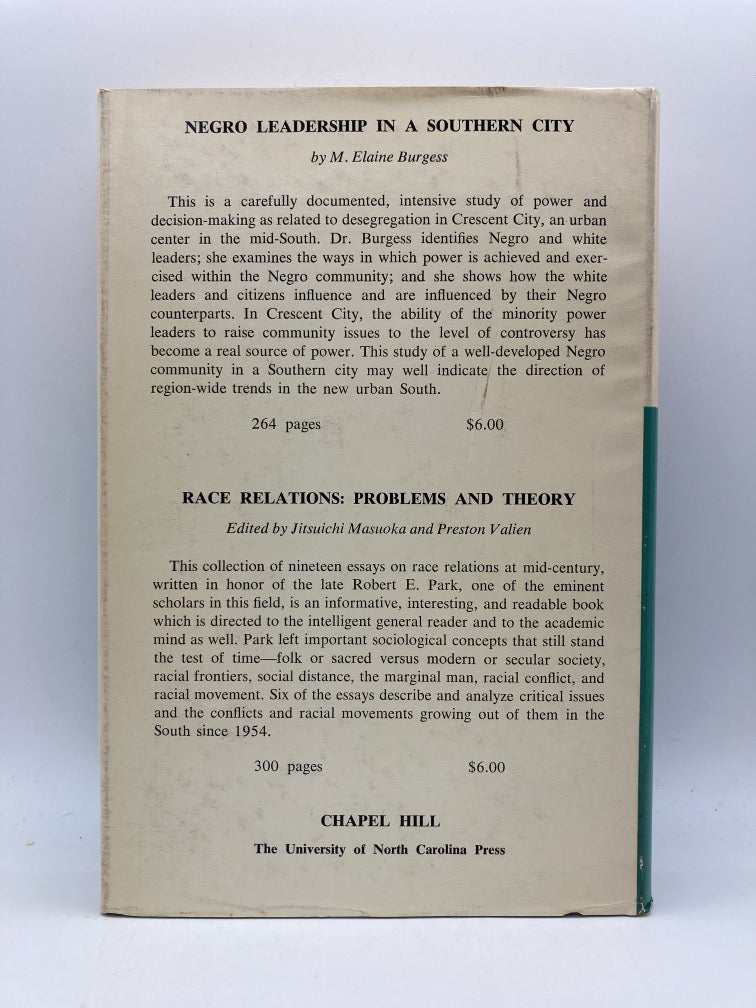 NEGRO LEADERSHIP IN A SOUTHERN CITY
by M. Elaine Burgess
This is a carefully documented, intensive study of power and
decision-making as related to desegregation in Crescent City, an urban
center in the mid-South. Dr. Burgess identifies Negro and white
leaders; she examines the ways in which power is achieved and exer-
cised within the Negro community; and she shows how the white
leaders and citizens influence and are influenced by their Negro
counterparts. In Crescent City, the ability of the minority power
leaders to raise community issues to the level of controversy has
become a real source of power. This study of a well-developed Negro
community in a Southern city may well indicate the direction of
region-wide trends in the new urban South.
264 pages $6.00
RACE RELATIONS: PROBLEMS AND THEORY
Edited by Jitsuichi Masuoka and Preston Valien
This collection of nineteen essays on race relations at mid-century,
written in honor of the late Robert E. Park, one of the eminent
scholars in this field, is an informative, interesting, and readable book
which is directed to the intelligent general reader and to the academic
mind as well. Park left important sociological concepts that still stand
the test of time—folk or sacred versus modern or secular society,
racial frontiers, social distance, the marginal man, racial conflict, and
racial movement. Six of the essays describe and analyze critical issues
and the conflicts and racial movements growing out of them in the
South since 1954.
300 pages $6.00
CHAPEL HILL
The University of North Carolina Press